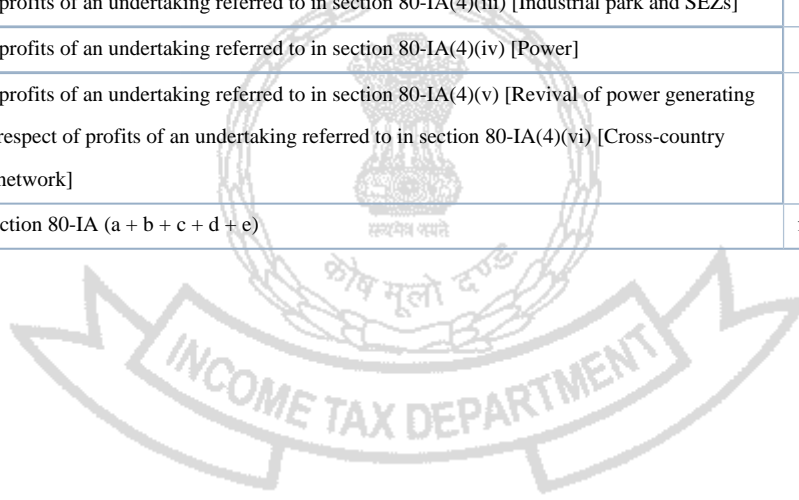 profits of an undertaking referred to in section 80-IA(4)(iii) [Industrial park and SEZs]
profits of an undertaking referred to in section 80-IA(4)(iv) [Power]
profits of an undertaking referred to in section 80-IA(4)(v) [Revival of power generating
respect of profits of an undertaking referred to in section 80-IA(4)(vi) [Cross-country
network]
ction 80-IA (a + b + c + d + e)
सत्यमेव जयते
कोष मूलो दण्ड
INCOME TAX DEPARTMENT